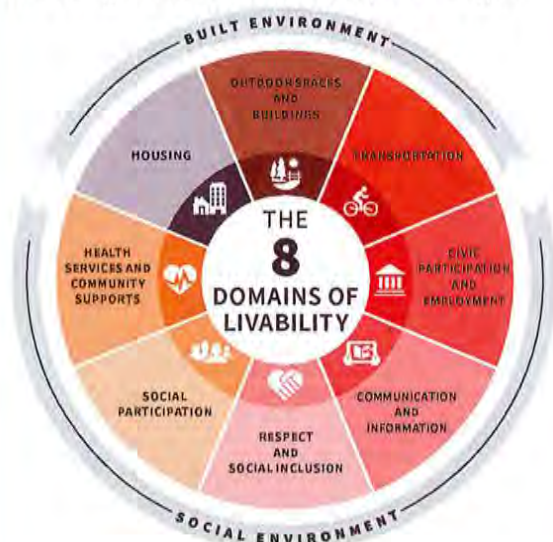 BUILT ENVIRONMENT
OUTDOOR SPACES
AND
BUILDINGS
TRANSPORTATION
CIVIC
PARTICIPATION
AND
EMPLOYMENT
COMMUNICATION
AND
INFORMATION
RESPECT
AND
SOCIAL INCLUSION
SOCIAL
PARTICIPATION
HEALTH
SERVICES AND
COMMUNITY
SUPPORTS
HOUSING
THE
8
DOMAINS OF
LIVABILITY
SOCIAL ENVIRONMENT